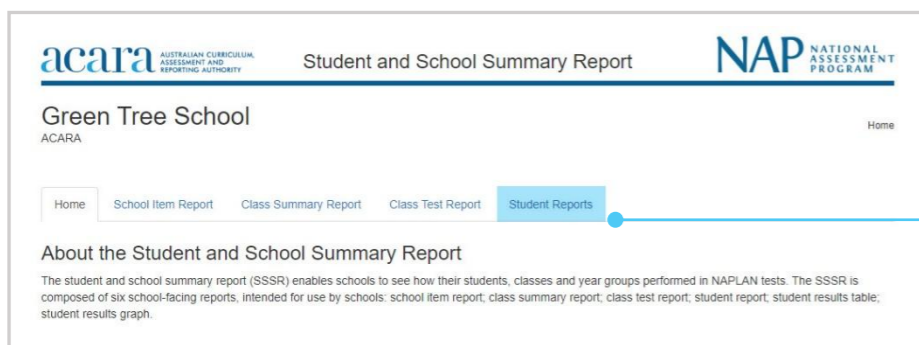 acara AUSTRALIAN CURRICULUM,
ASSESSMENT AND
REPORTING AUTHORITY
Student and School Summary Report
NAP NATIONAL
ASSESSMENT
PROGRAM
Green Tree School
ACARA
Home
Home School Item Report Class Summary Report Class Test Report Student Reports
About the Student and School Summary Report
The student and school summary report (SSSR) enables schools to see how their students, classes and year groups performed in NAPLAN tests. The SSSR is
composed of six school-facing reports, intended for use by schools: school item report; class summary report; class test report; student report; student results table;
student results graph.